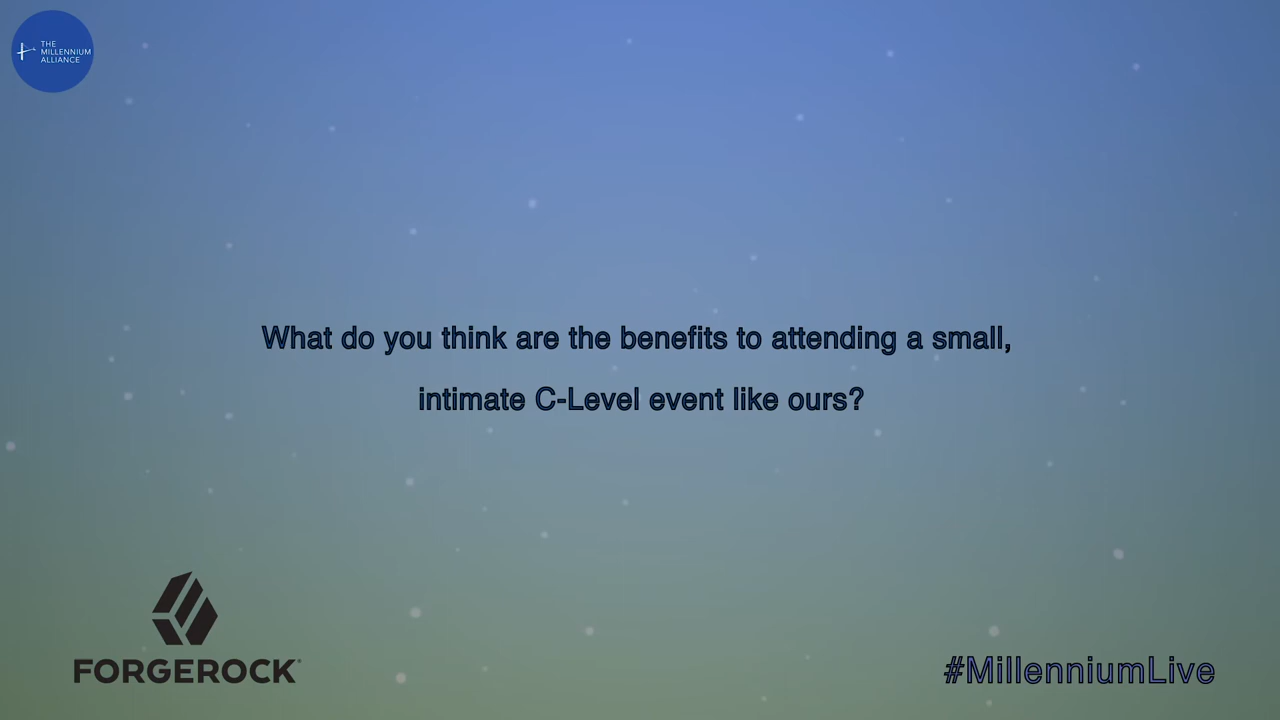 THE
MILLENNIUM
ALLIANCE
What do you think are the benefits to attending a small,
intimate C-Level event like ours?
FORGEROCK
#MillenniumLive